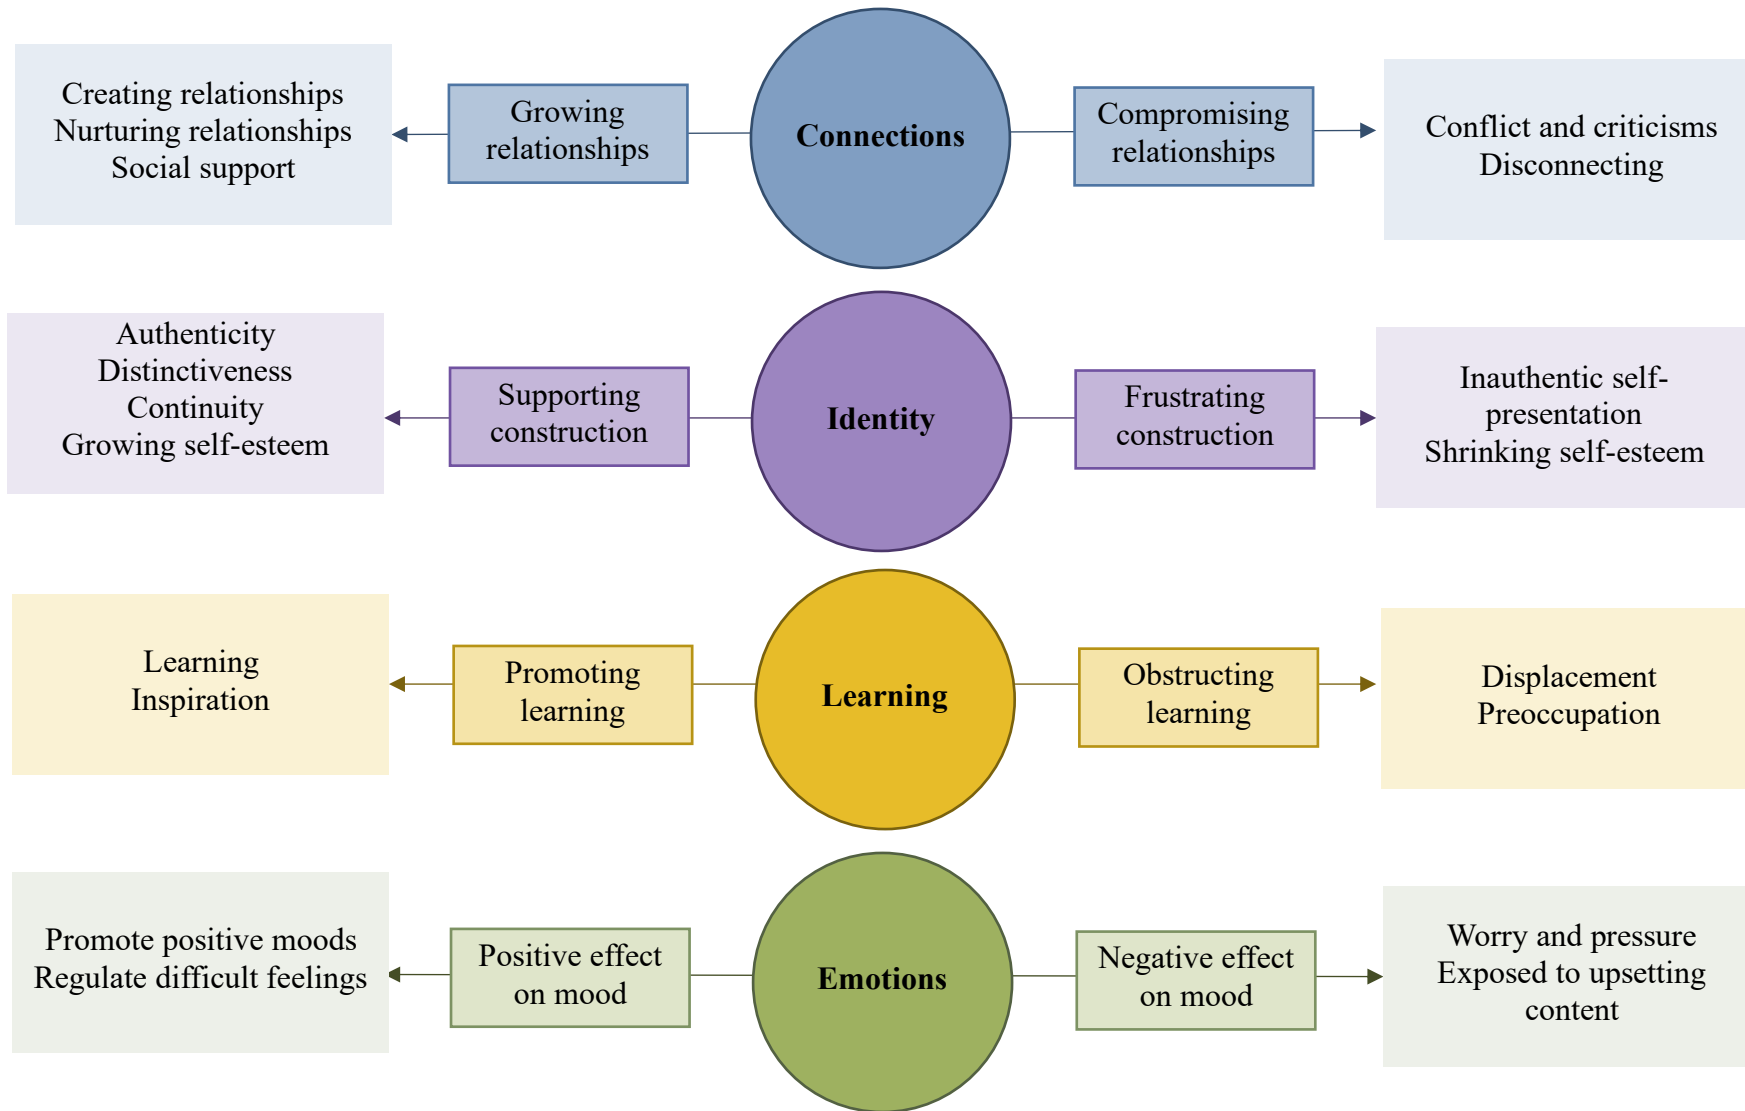 Creating relationships
Nurturing relationships
Social support
Growing
relationships
Connections
Compromising
relationships
Conflict and criticisms
Disconnecting
Authenticity
Distinctiveness
Continuity
Growing self-esteem
Supporting
construction
Identity
Frustrating
construction
Inauthentic self-
presentation
Shrinking self-esteem
Learning
Inspiration
Promoting
learning
Learning
Obstructing
learning
Displacement
Preoccupation
Promote positive moods
Regulate difficult feelings
Positive effect
on mood
Emotions
Negative effect
on mood
Worry and pressure
Exposed to upsetting
content